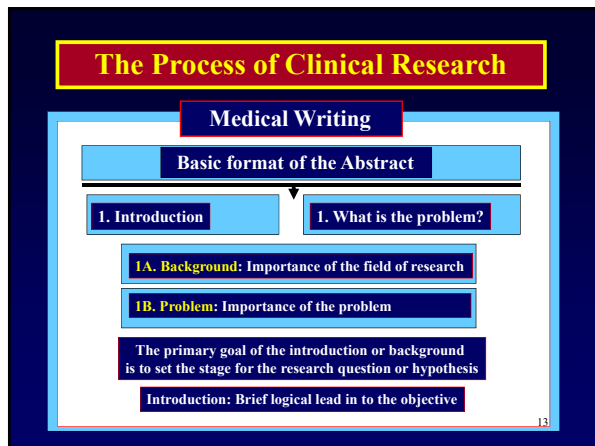 The Process of Clinical Research
Medical Writing
Basic format of the Abstract
1. Introduction
1. What is the problem?
1A. Background: Importance of the field of research
1B. Problem: Importance of the problem
The primary goal of the introduction or background
is to set the stage for the research question or hypothesis
Introduction: Brief logical lead in to the objective
13